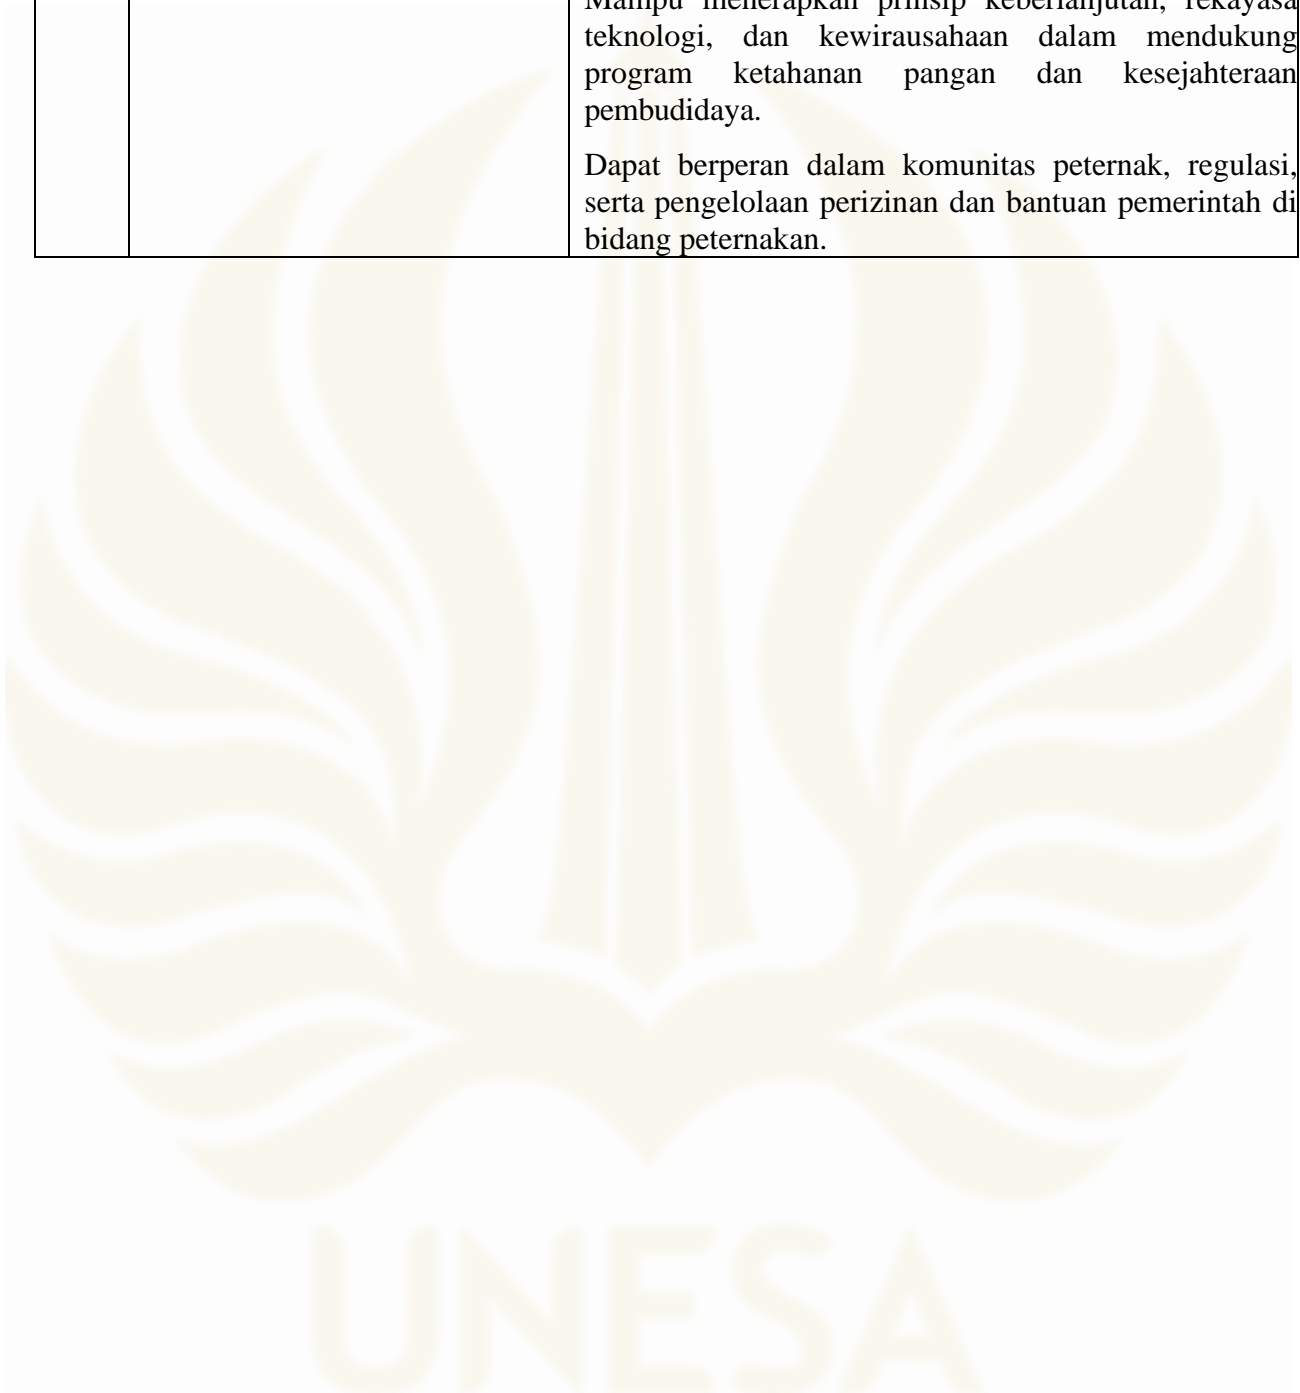 Mampu menerapkan prinsip keberlanjutan, rekayasa
teknologi, dan kewirausahaan dalam mendukung
program ketahanan pangan dan kesejahteraan
pembudidaya.
Dapat berperan dalam komunitas peternak, regulasi,
serta pengelolaan perizinan dan bantuan pemerintah di
bidang peternakan.
UNESA